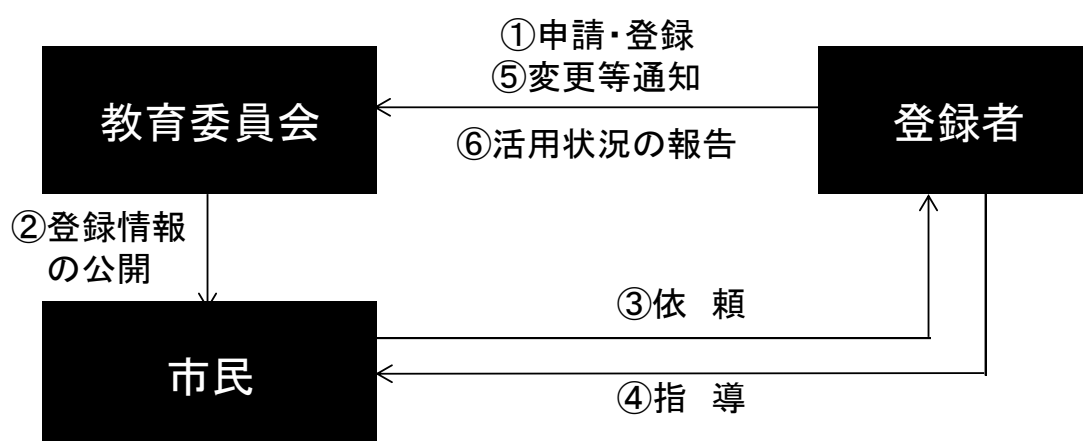 ①申請・登録
⑤変更等通知
教育委員会
登録者
⑥活用状況の報告
②登録情報
の公開
③依　頼
市民
④指　導